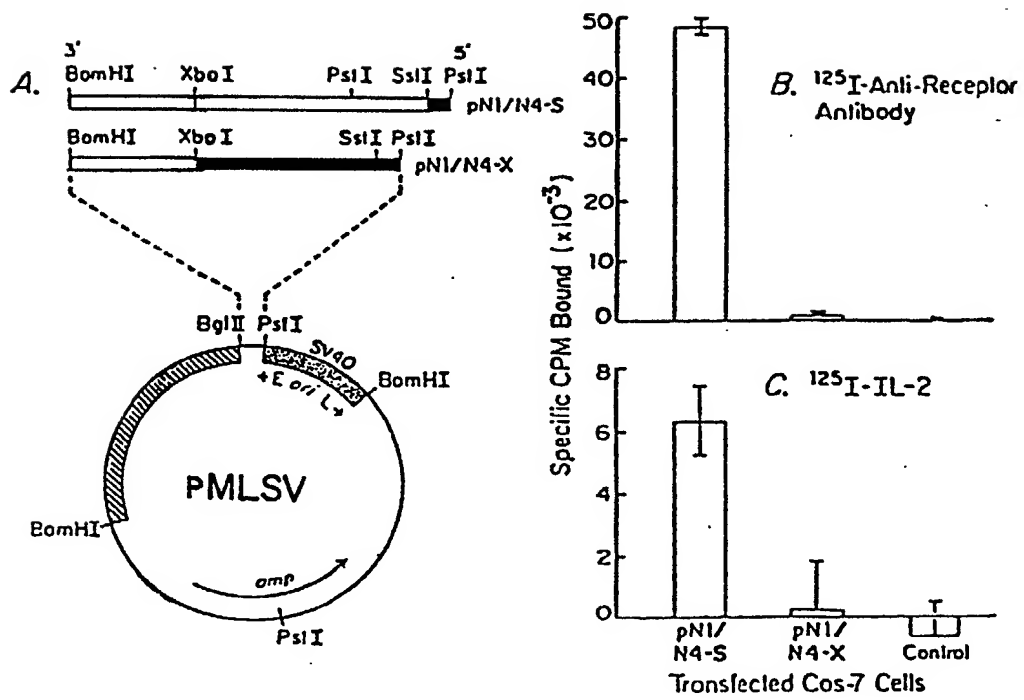 A.
3' 5'
BomHI XboI PstI SstI PstI
pN1/N4-S
BomHI XboI SstI PstI
pN1/N4-X
BglII PstI
SV40
BomHI
E ori L
pMLSV
BomHI
amp
PstI
Specific CPM Bound (x10⁻³)
50
40
30
20
10
0
B. ¹²⁵I-Anti-Receptor
Antibody
8
6
4
2
0
C. ¹²⁵I-IL-2
pN1/
N4-S
pN1/
N4-X
Control
Transfected Cos-7 Cells